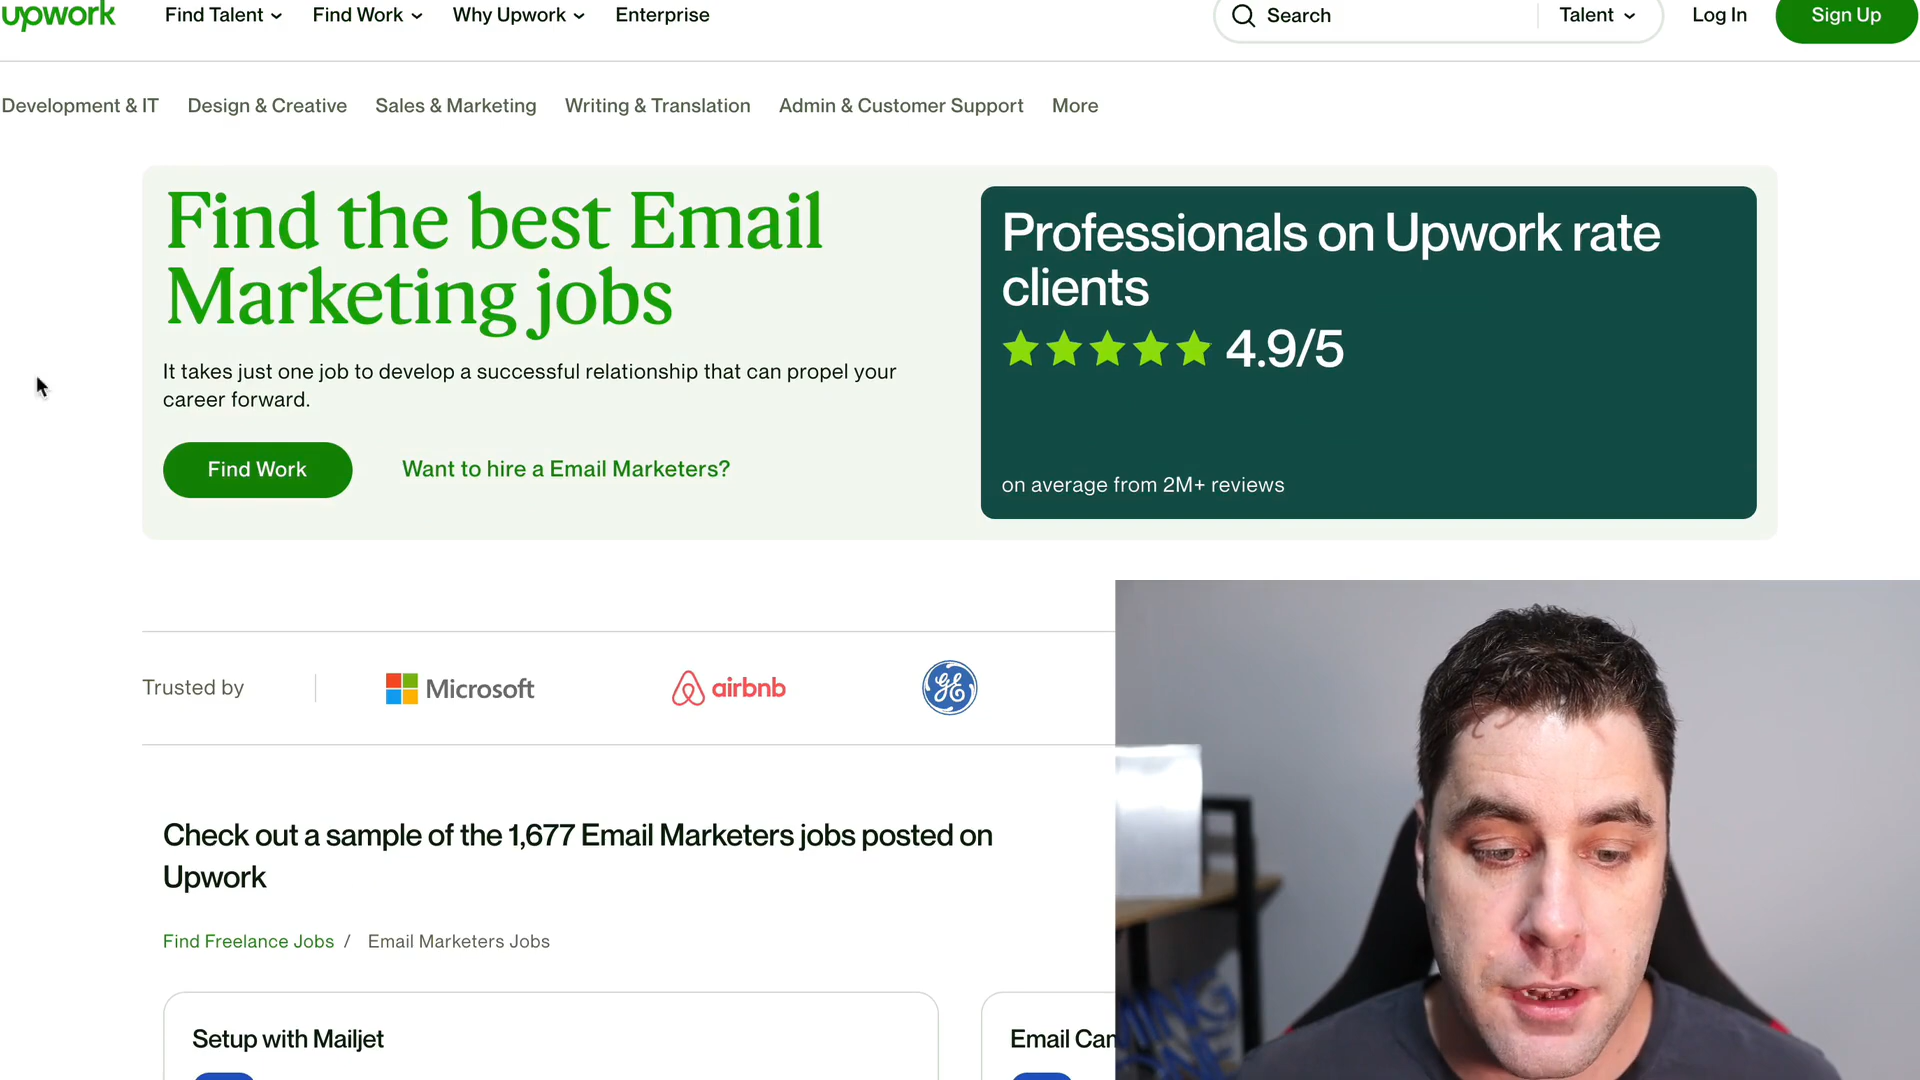 upwork
Find Talent
Find Work
Why Upwork
Enterprise
Search
Talent
Log In
Sign Up
Development & IT
Design & Creative
Sales & Marketing
Writing & Translation
Admin & Customer Support
More
Find the best Email
Marketing jobs
It takes just one job to develop a successful relationship that can propel your
career forward.
Find Work
Want to hire a Email Marketers?
Professionals on Upwork rate
clients
4.9/5
on average from 2M+ reviews
Trusted by
Microsoft
airbnb
GE
Check out a sample of the 1,677 Email Marketers jobs posted on
Upwork
Find Freelance Jobs / Email Marketers Jobs
Setup with Mailjet
Email Cam